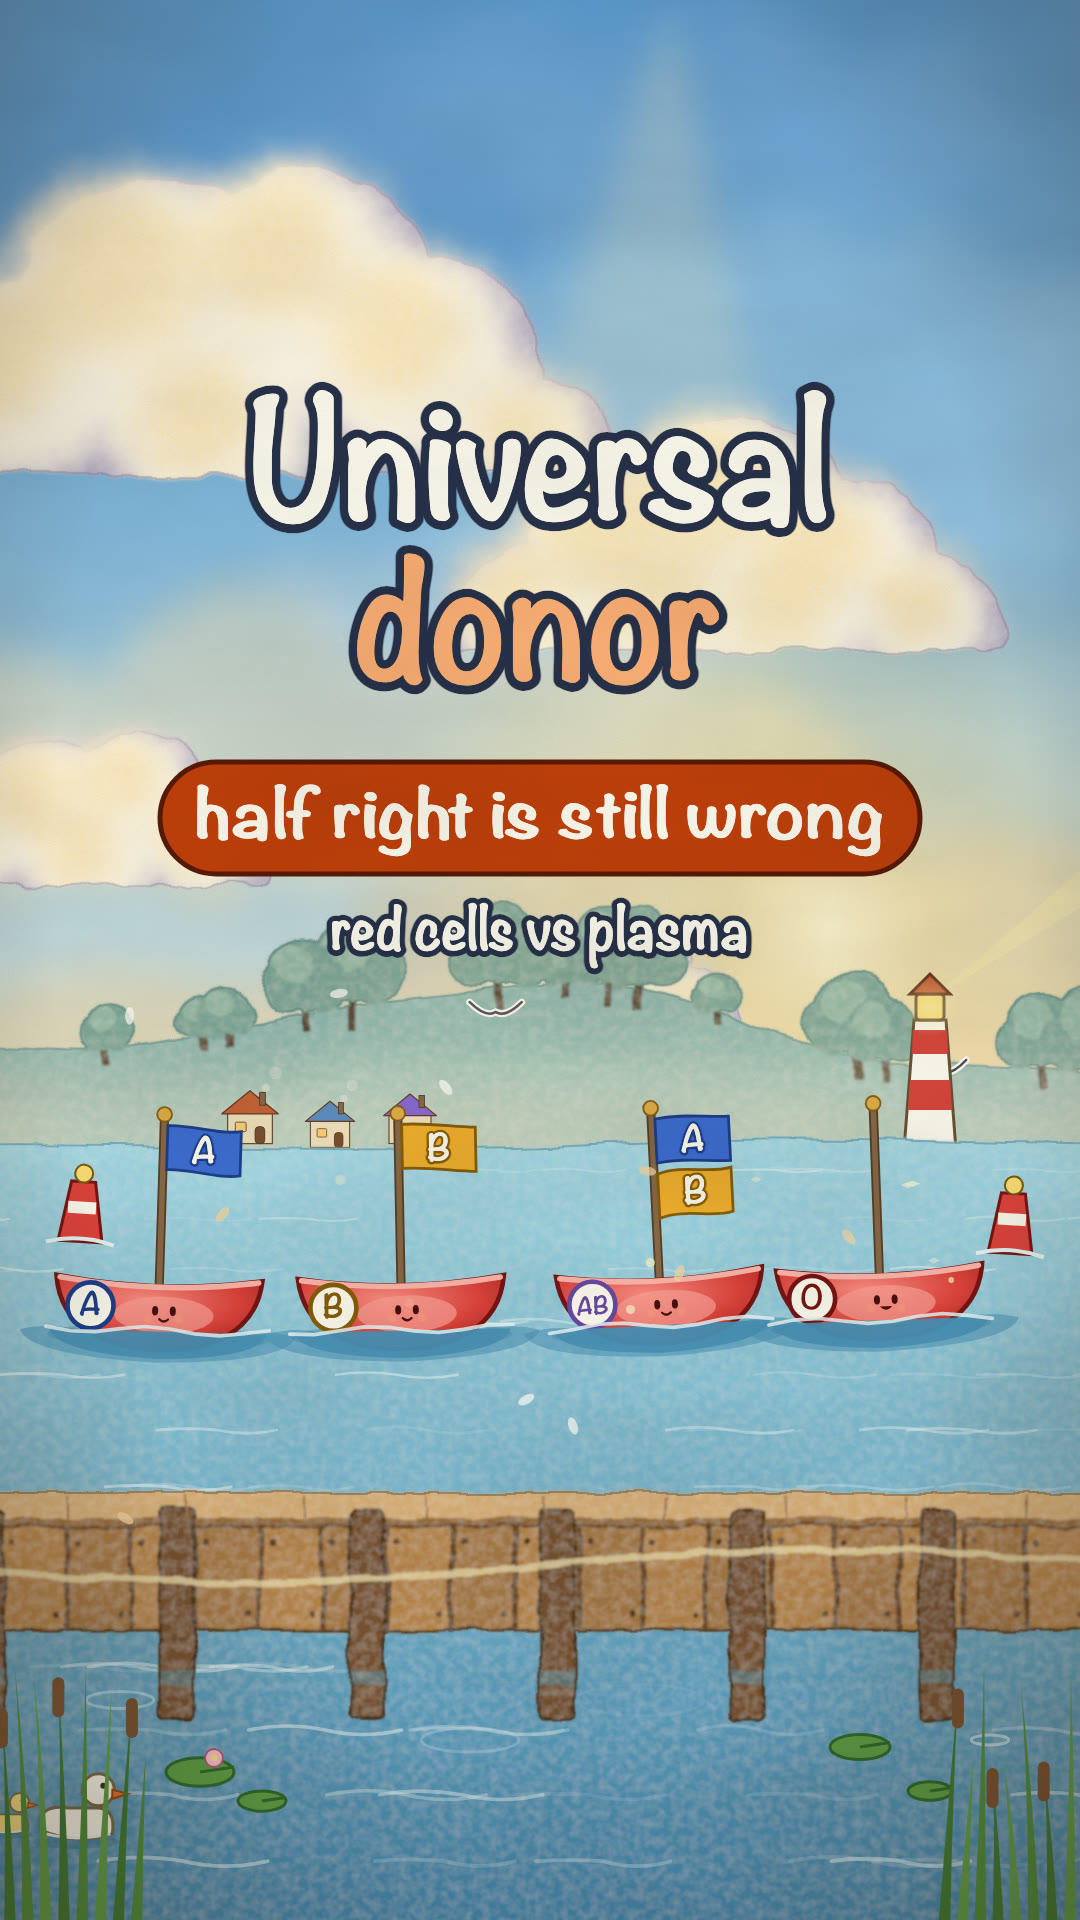 Universal
donor
half right is still wrong
red cells vs plasma
A
B
A
B
A
B
AB
O